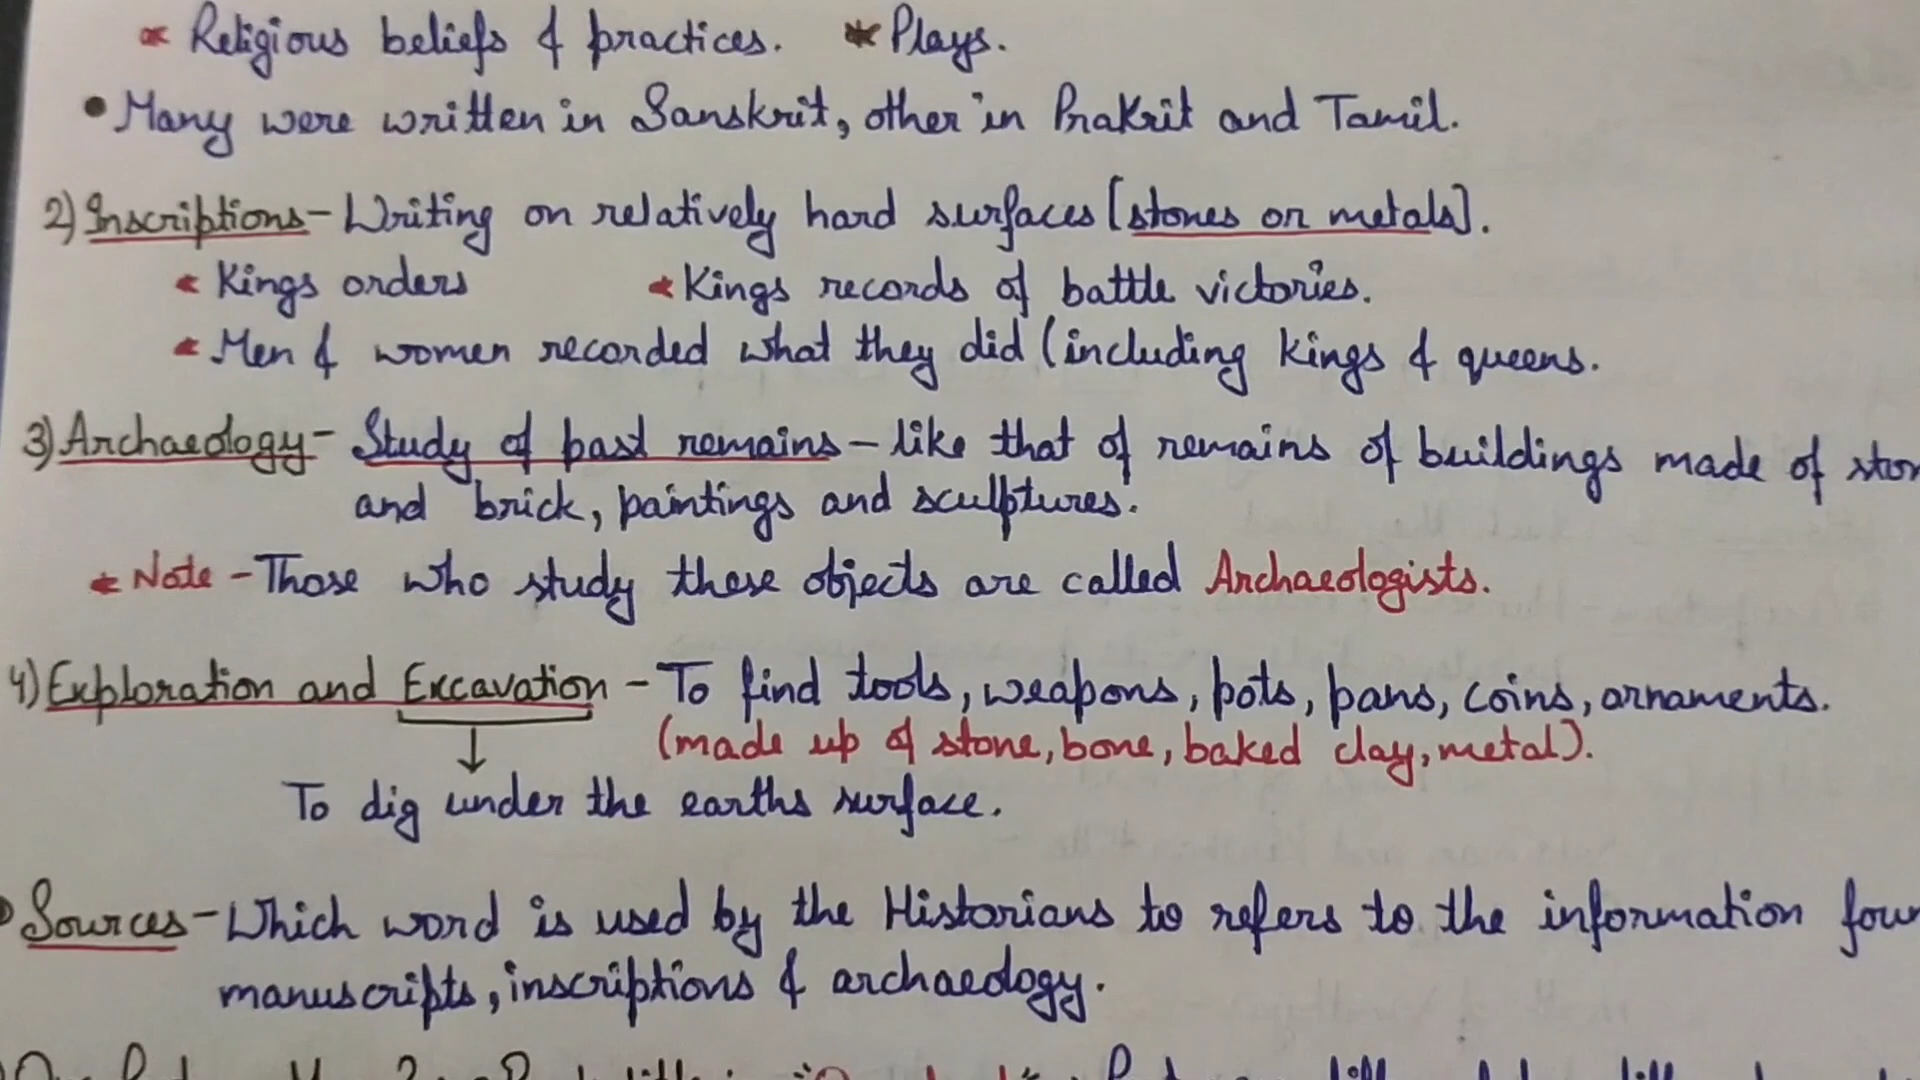 * Religious beliefs & practices. * Plays.
• Many were written in Sanskrit, other in Prakrit and Tamil.
2) Inscriptions - Writing on relatively hard surfaces [stones or metals].
* Kings orders * Kings records of battle victories.
* Men & women recorded what they did (including kings & queens.
3) Archaeology - Study of past remains - like that of remains of buildings made of
and brick, paintings and sculptures.
* Note - Those who study these objects are called Archaeologists.
4) Exploration and Excavation - To find tools, weapons, pots, pans, coins, ornaments.
(made up of stone, bone, baked clay, metal).
To dig under the earths surface.
Sources - Which word is used by the Historians to refers to the information
manuscripts, inscriptions & archaeology.